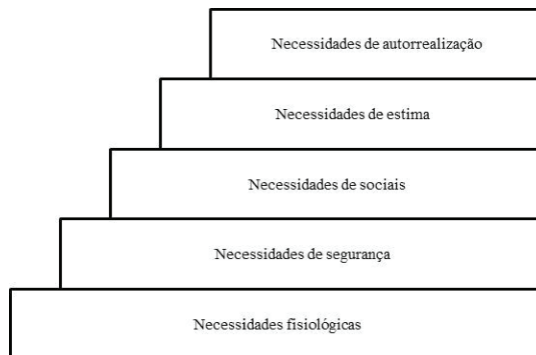 Necessidades de autorrealização
Necessidades de estima
Necessidades de sociais
Necessidades de segurança
Necessidades fisiológicas